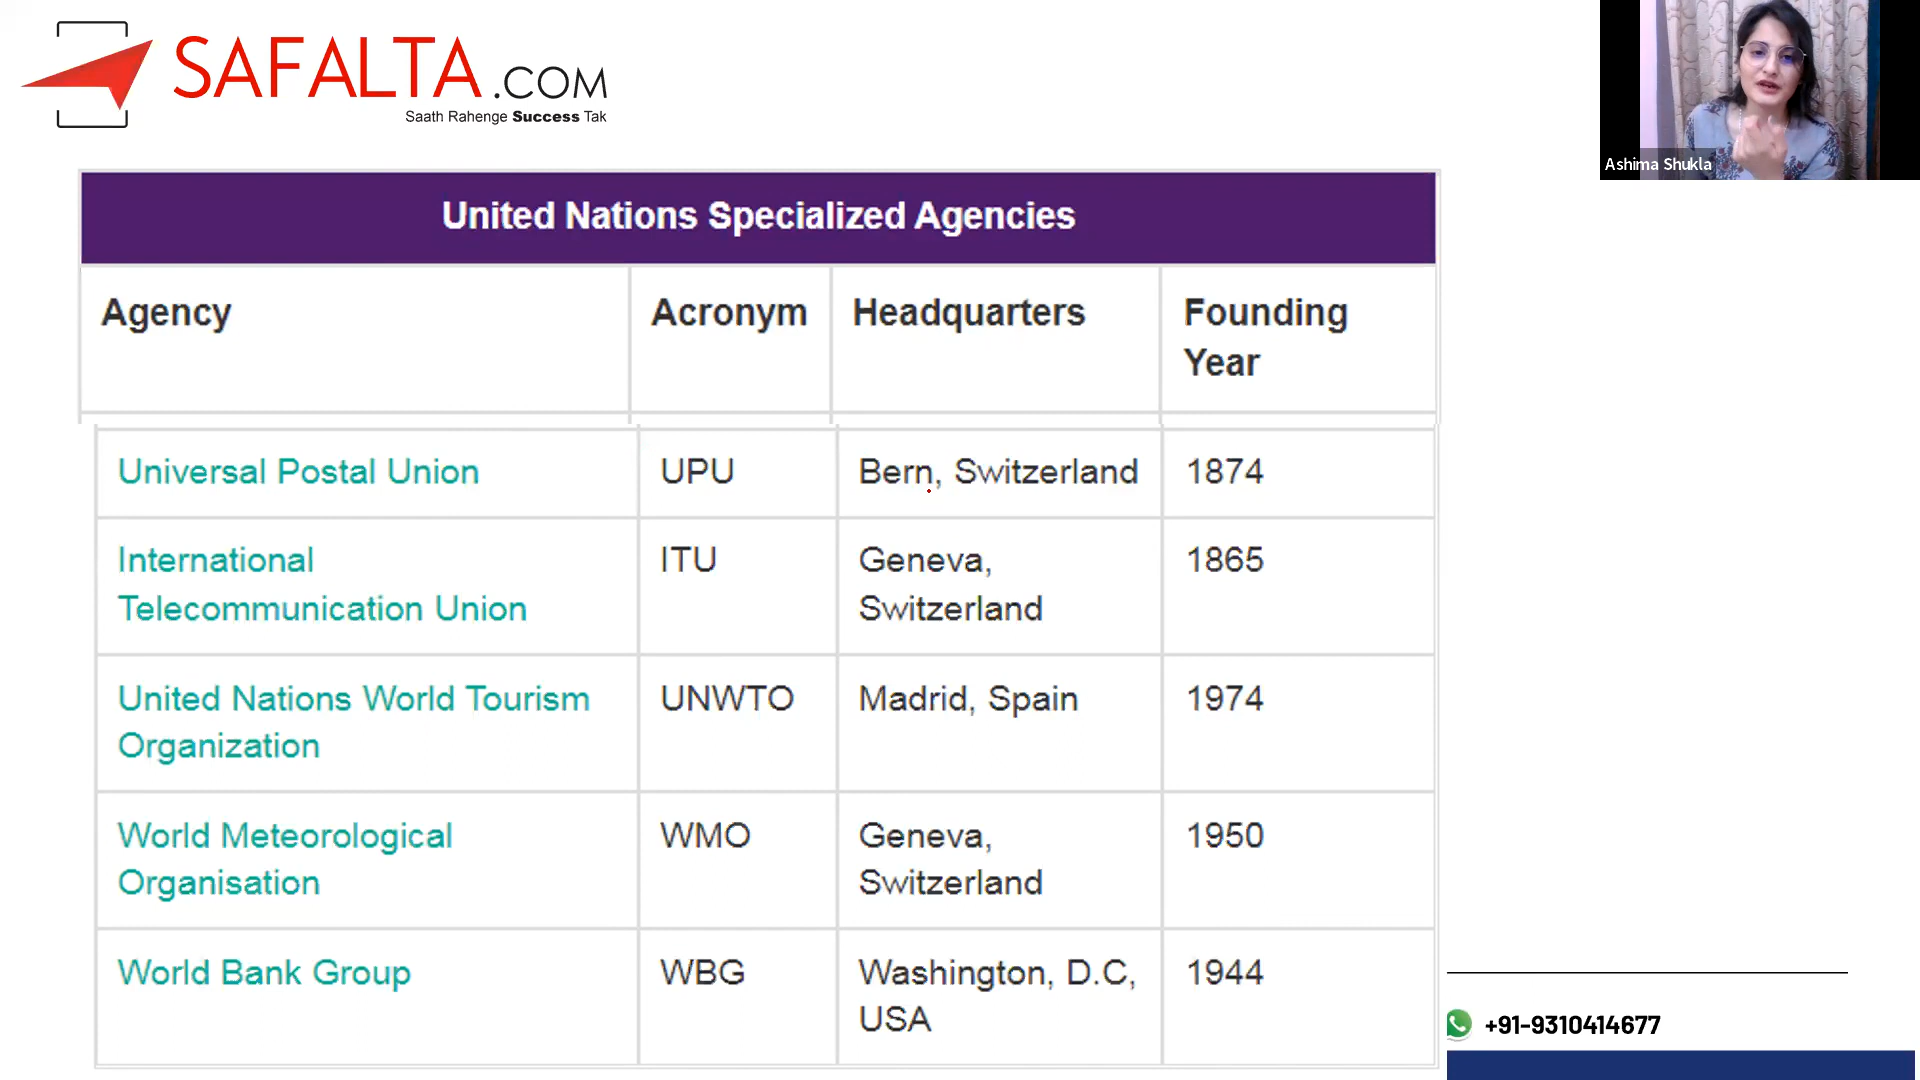 SAFALTA.COM
Saath Rahenge Success Tak
Ashima Shukla
United Nations Specialized Agencies
Agency Acronym Headquarters Founding
Year
Universal Postal Union UPU Bern, Switzerland 1874
International ITU Geneva, 1865
Telecommunication Union Switzerland
United Nations World Tourism UNWTO Madrid, Spain 1974
Organization
World Meteorological WMO Geneva, 1950
Organisation Switzerland
World Bank Group WBG Washington, D.C, 1944
USA
+91-9310414677